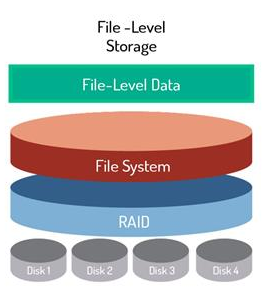 File -Level
Storage
File-Level Data
File System
RAID
Disk 1
Disk 2
Disk 3
Disk 4